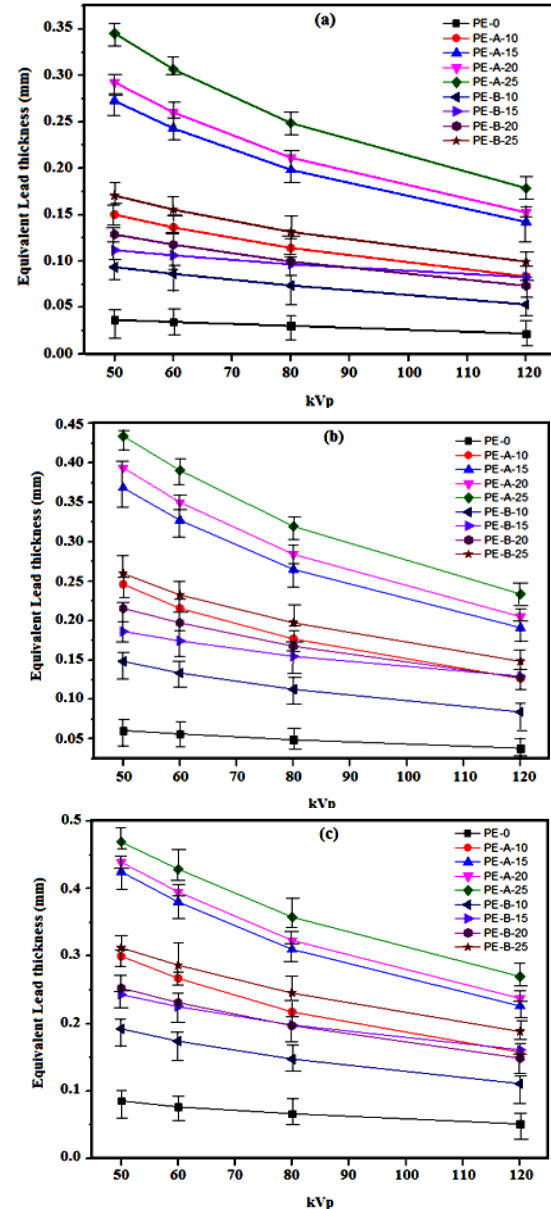 (a)
PE-0
PE-A-10
PE-A-15
PE-A-20
PE-A-25
PE-B-10
PE-B-15
PE-B-20
PE-B-25
Equivalent Lead thickness (mm)
0.35
0.30
0.25
0.20
0.15
0.10
0.05
0.00
50 60 70 80 90 100 110 120
kVp
(b)
PE-0
PE-A-10
PE-A-15
PE-A-20
PE-A-25
PE-B-10
PE-B-15
PE-B-20
PE-B-25
Equivalent Lead thickness (mm)
0.45
0.40
0.35
0.30
0.25
0.20
0.15
0.10
0.05
50 60 70 80 90 100 110 120
kVp
(c)
PE-0
PE-A-10
PE-A-15
PE-A-20
PE-A-25
PE-B-10
PE-B-15
PE-B-20
PE-B-25
Equivalent Lead thickness (mm)
0.5
0.4
0.3
0.2
0.1
0.0
50 60 70 80 90 100 110 120
kVp